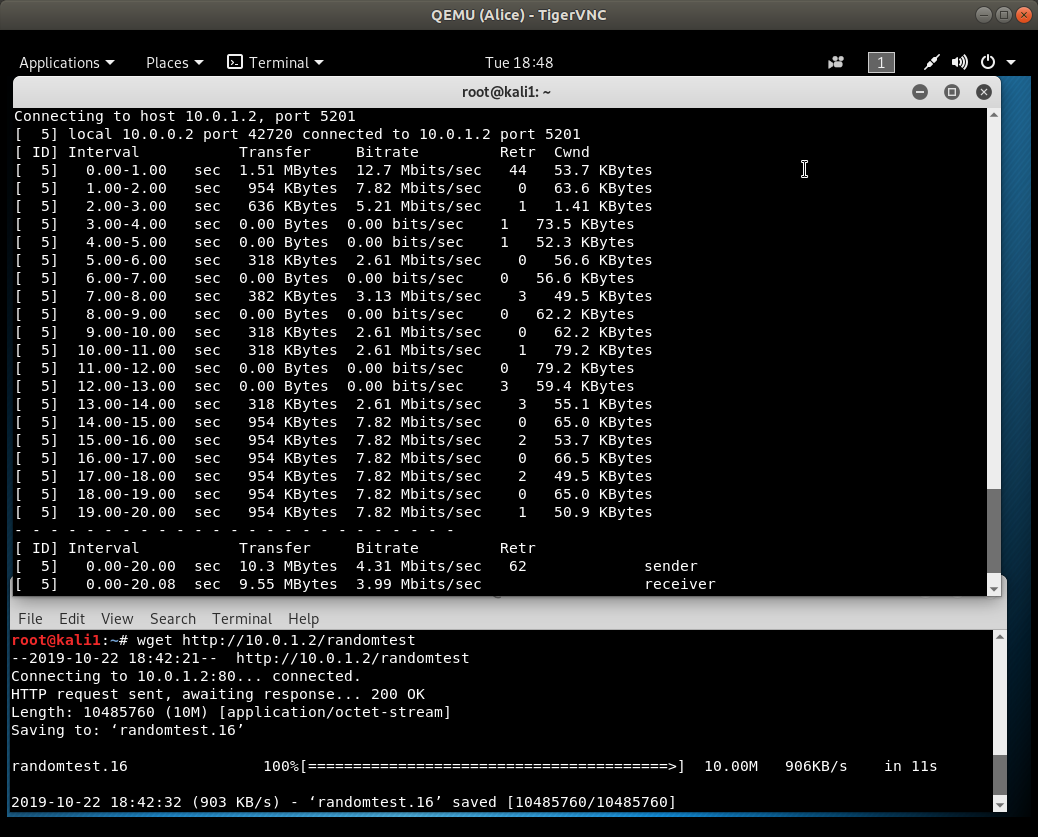 QEMU (Alice) - TigerVNC
Applications Places Terminal Tue 18:48 1
root@kali1: ~
Connecting to host 10.0.1.2, port 5201
[  5] local 10.0.0.2 port 42720 connected to 10.0.1.2 port 5201
[ ID] Interval           Transfer     Bitrate         Retr  Cwnd
[  5]   0.00-1.00   sec  1.51 MBytes  12.7 Mbits/sec   44   53.7 KBytes
[  5]   1.00-2.00   sec   954 KBytes  7.82 Mbits/sec    0   63.6 KBytes
[  5]   2.00-3.00   sec   636 KBytes  5.21 Mbits/sec    1   1.41 KBytes
[  5]   3.00-4.00   sec  0.00 Bytes  0.00 bits/sec    1   73.5 KBytes
[  5]   4.00-5.00   sec  0.00 Bytes  0.00 bits/sec    1   52.3 KBytes
[  5]   5.00-6.00   sec   318 KBytes  2.61 Mbits/sec    0   56.6 KBytes
[  5]   6.00-7.00   sec  0.00 Bytes  0.00 bits/sec    0   56.6 KBytes
[  5]   7.00-8.00   sec   382 KBytes  3.13 Mbits/sec    3   49.5 KBytes
[  5]   8.00-9.00   sec  0.00 Bytes  0.00 bits/sec    0   62.2 KBytes
[  5]   9.00-10.00  sec   318 KBytes  2.61 Mbits/sec    0   62.2 KBytes
[  5]  10.00-11.00  sec   318 KBytes  2.61 Mbits/sec    1   79.2 KBytes
[  5]  11.00-12.00  sec  0.00 Bytes  0.00 bits/sec    0   79.2 KBytes
[  5]  12.00-13.00  sec  0.00 Bytes  0.00 bits/sec    3   59.4 KBytes
[  5]  13.00-14.00  sec   318 KBytes  2.61 Mbits/sec    3   55.1 KBytes
[  5]  14.00-15.00  sec   954 KBytes  7.82 Mbits/sec    0   65.0 KBytes
[  5]  15.00-16.00  sec   954 KBytes  7.82 Mbits/sec    2   53.7 KBytes
[  5]  16.00-17.00  sec   954 KBytes  7.82 Mbits/sec    0   66.5 KBytes
[  5]  17.00-18.00  sec   954 KBytes  7.82 Mbits/sec    2   49.5 KBytes
[  5]  18.00-19.00  sec   954 KBytes  7.82 Mbits/sec    0   65.0 KBytes
[  5]  19.00-20.00  sec   954 KBytes  7.82 Mbits/sec    1   50.9 KBytes
- - - - - - - - - - - - - - - - - - - - - - - - -
[ ID] Interval           Transfer     Bitrate         Retr
[  5]   0.00-20.00  sec  10.3 MBytes  4.31 Mbits/sec   62             sender
[  5]   0.00-20.08  sec  9.55 MBytes  3.99 Mbits/sec                  receiver
File Edit View Search Terminal Help
root@kali1:~# wget http://10.0.1.2/randomtest
--2019-10-22 18:42:21--  http://10.0.1.2/randomtest
Connecting to 10.0.1.2:80... connected.
HTTP request sent, awaiting response... 200 OK
Length: 10485760 (10M) [application/octet-stream]
Saving to: ‘randomtest.16’
randomtest.16               100%[========================================>]  10.00M   906KB/s    in 11s
2019-10-22 18:42:32 (903 KB/s) - ‘randomtest.16’ saved [10485760/10485760]